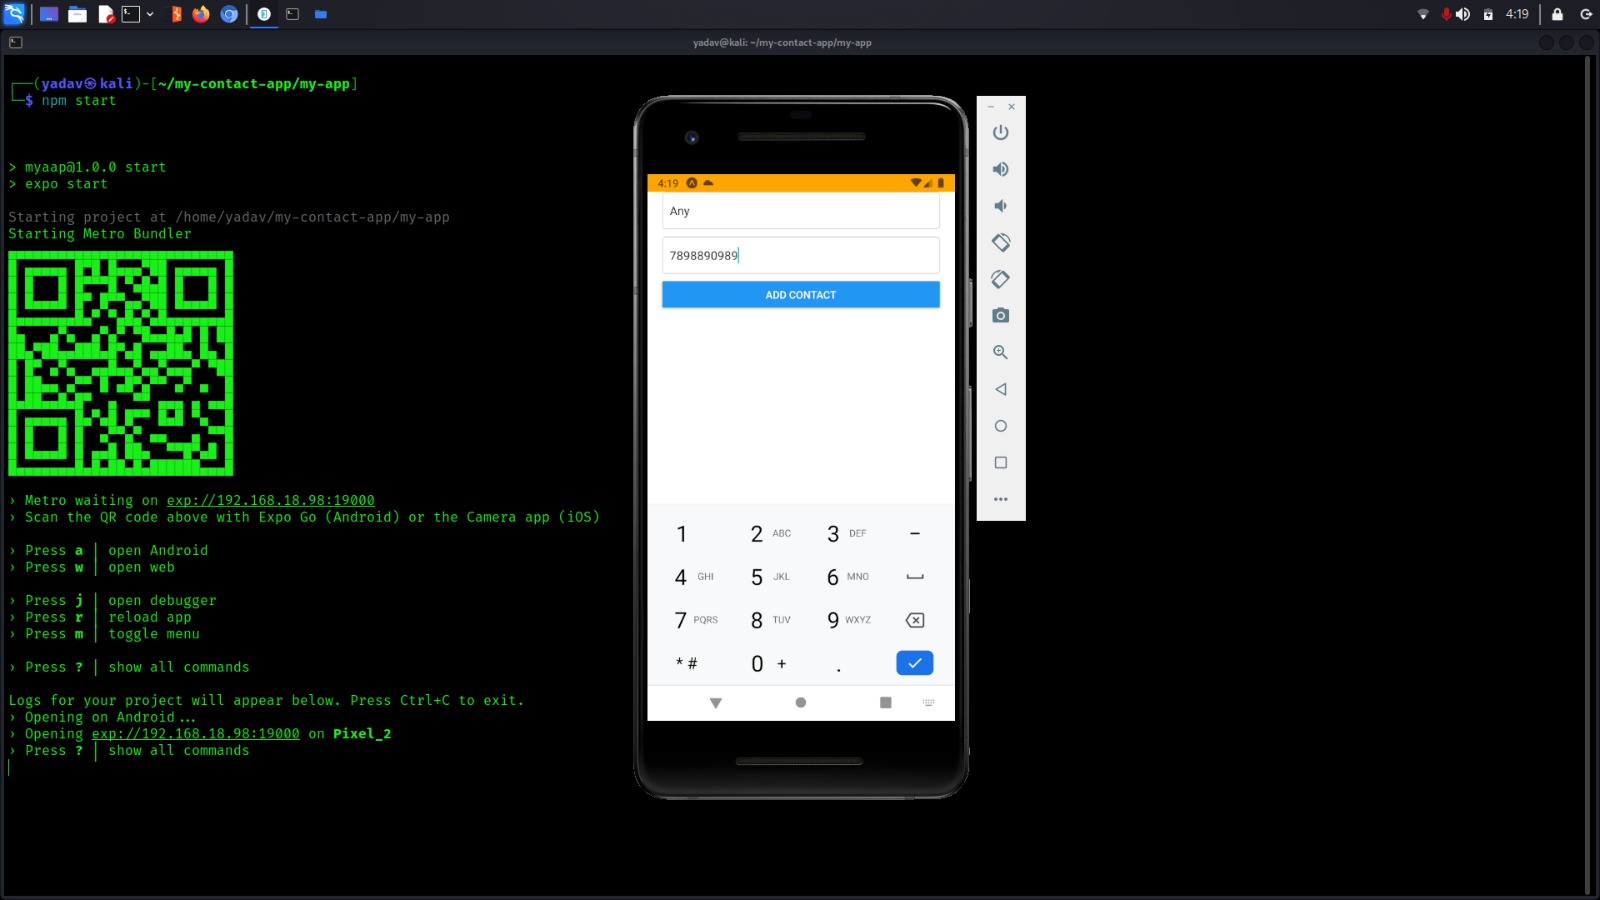 4:19
yadav@kali: ~/my-contact-app/my-app
┌──(yadav㉿kali)-[~/my-contact-app/my-app]
└─$ npm start
> myaap@1.0.0 start
> expo start
Starting project at /home/yadav/my-contact-app/my-app
Starting Metro Bundler
› Metro waiting on exp://192.168.18.98:19000
› Scan the QR code above with Expo Go (Android) or the Camera app (iOS)
› Press a │ open Android
› Press w │ open web
› Press j │ open debugger
› Press r │ reload app
› Press m │ toggle menu
› Press ? │ show all commands
Logs for your project will appear below. Press Ctrl+C to exit.
› Opening on Android...
› Opening exp://192.168.18.98:19000 on Pixel_2
› Press ? │ show all commands
4:19
Any
7898890989
ADD CONTACT
1 2 ABC 3 DEF –
4 GHI 5 JKL 6 MNO
7 PQRS 8 TUV 9 WXYZ
* # 0 + .